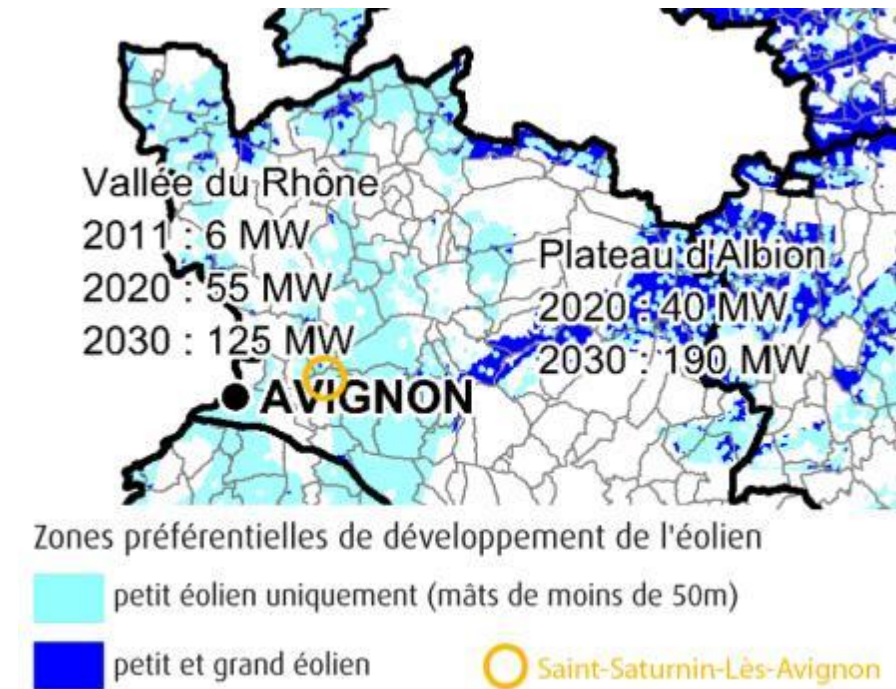 Vallée du Rhône
2011 : 6 MW
2020 : 55 MW
2030 : 125 MW
Plateau d'Albion
2020 : 40 MW
2030 : 190 MW
AVIGNON
Zones préférentielles de développement de l'éolien
petit éolien uniquement (mâts de moins de 50m)
petit et grand éolien
Saint-Saturnin-Lès-Avignon